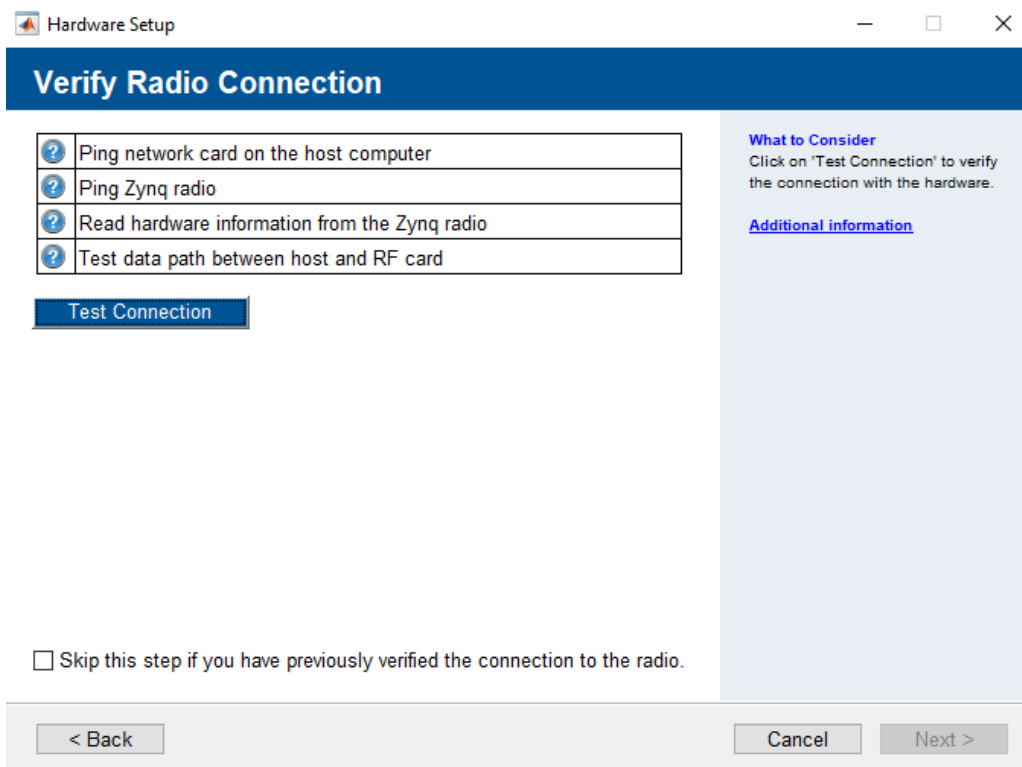 Hardware Setup
Verify Radio Connection
Ping network card on the host computer
Ping Zynq radio
Read hardware information from the Zynq radio
Test data path between host and RF card
Test Connection
What to Consider
Click on 'Test Connection' to verify
the connection with the hardware.
Additional information
Skip this step if you have previously verified the connection to the radio.
< Back
Cancel
Next >